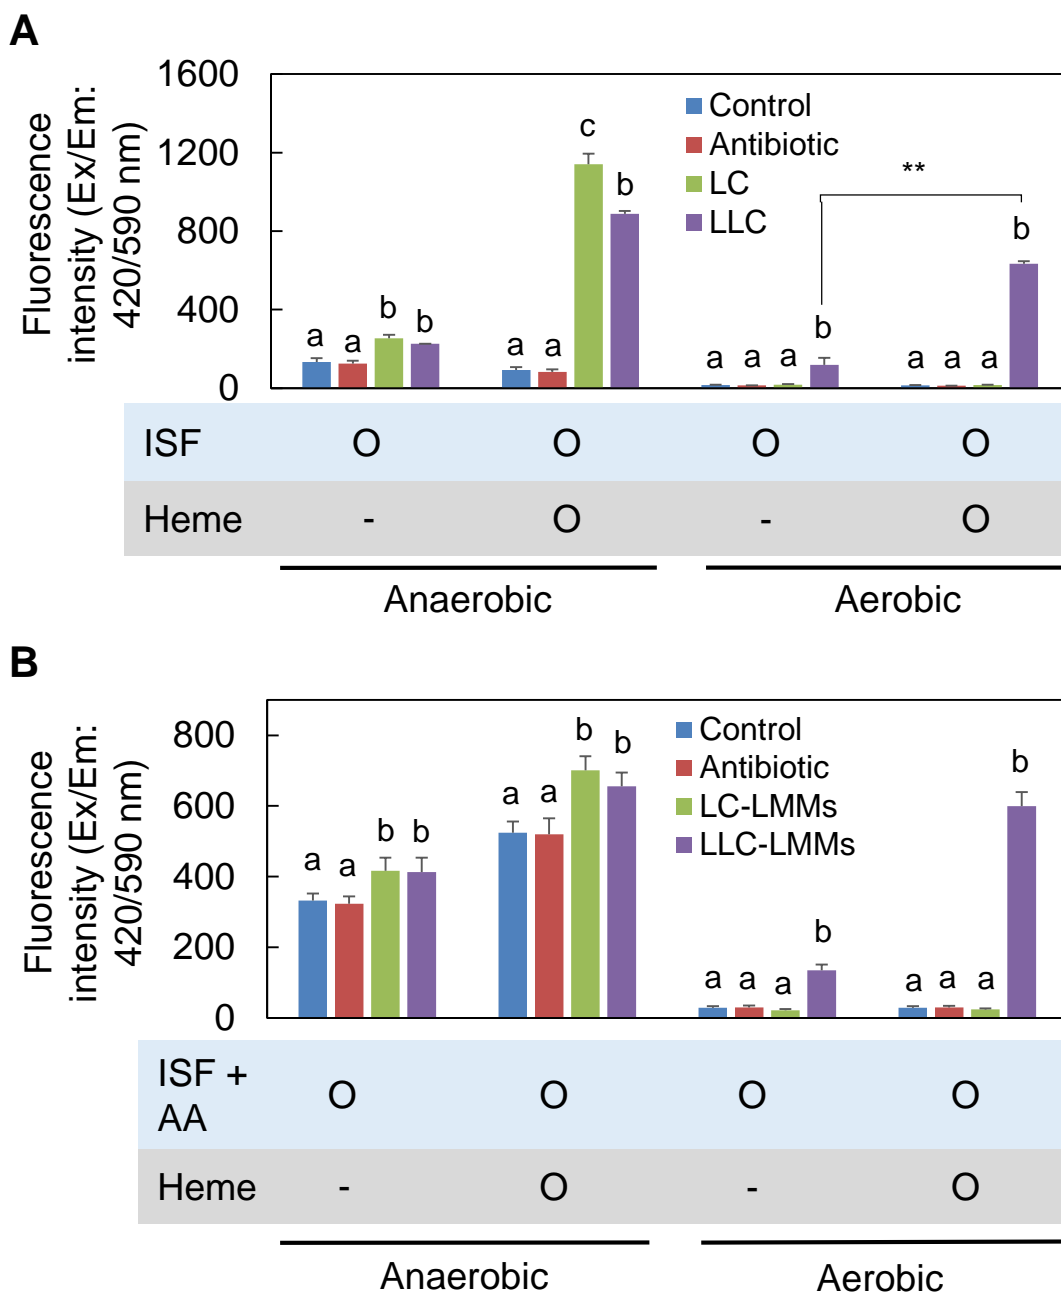 A
Fluorescence
intensity (Ex/Em:
420/590 nm)
1600
1200
800
400
0
Control
Antibiotic
LC
LLC
a a b b
a a c b
a a a b
a a a b
**
ISF O O O O
Heme - O - O
Anaerobic Aerobic
B
Fluorescence
intensity (Ex/Em:
420/590 nm)
800
600
400
200
0
Control
Antibiotic
LC-LMMs
LLC-LMMs
a a b b
a a b b
a a a b
a a a b
ISF +
AA O O O O
Heme - O - O
Anaerobic Aerobic